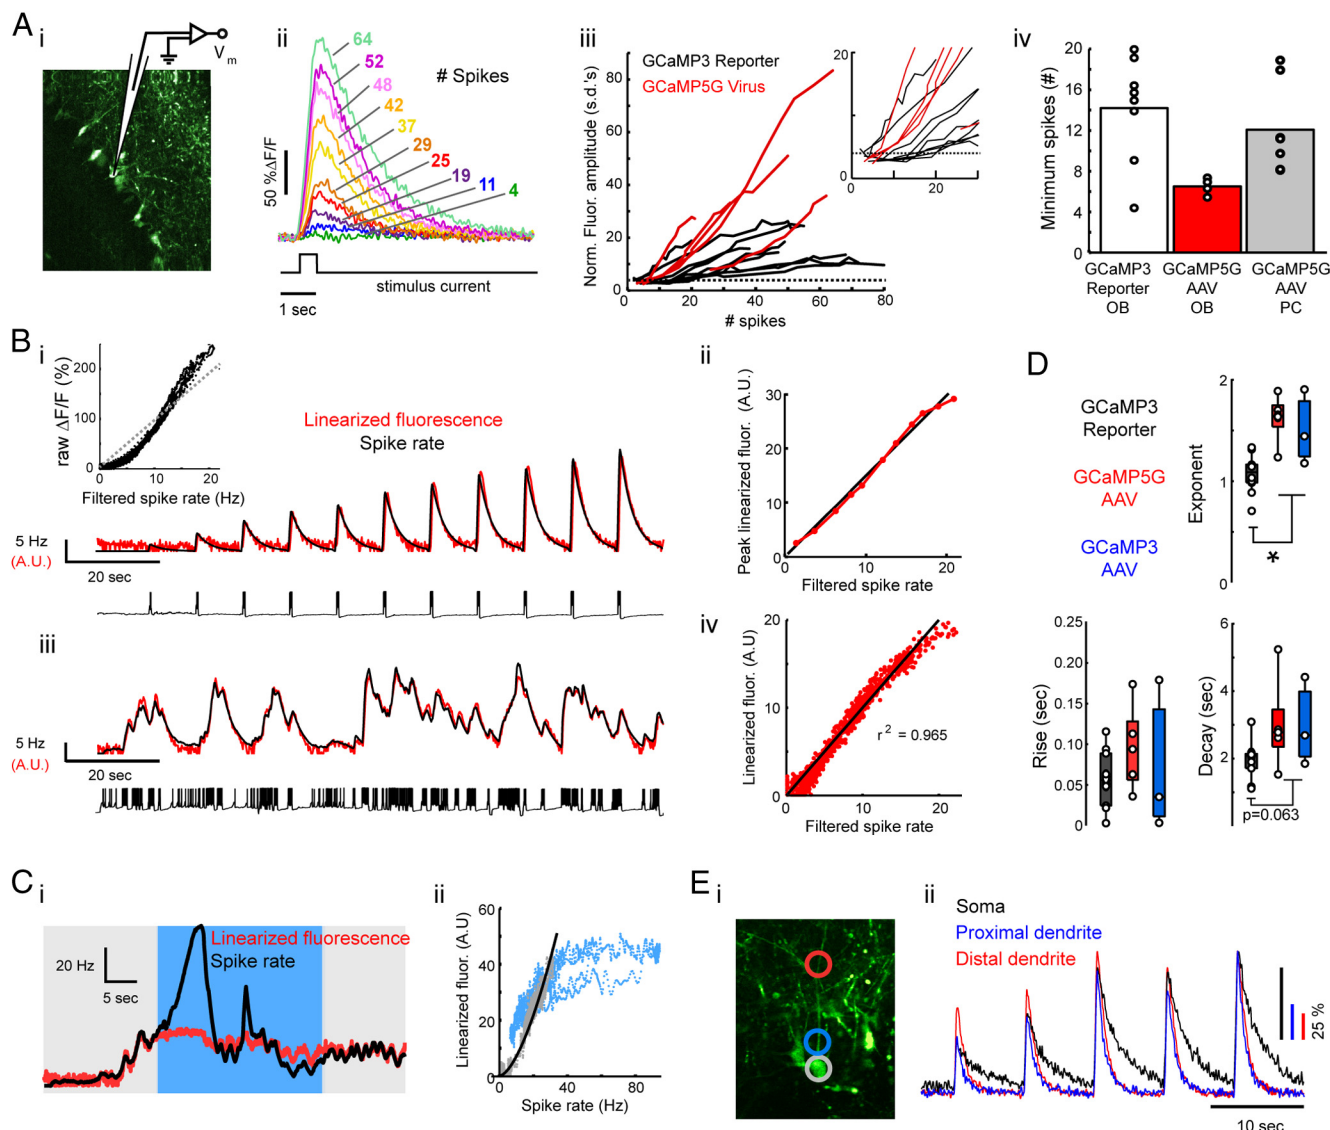 A
i
V m
ii
64
52
48
42
37
29
25
19
11
4
# Spikes
50 %ΔF/F
stimulus current
1 sec
iii
GCaMP3 Reporter
GCaMP5G Virus
Norm. Fluor. amplitude (s.d.'s)
80
60
40
20
0
0
20
40
60
80
# spikes
20
0
0
20
iv
Minimum spikes (#)
20
16
12
8
4
0
GCaMP3
Reporter
OB
GCaMP5G
AAV
OB
GCaMP5G
AAV
PC
B
i
raw ΔF/F (%)
200
100
0
0
10
20
Filtered spike rate (Hz)
Linearized fluorescence
Spike rate
5 Hz
(A.U.)
20 sec
ii
Peak linearized fluor. (A.U.)
30
20
10
0
0
10
20
Filtered spike rate
iii
5 Hz
(A.U.)
20 sec
iv
Linearized fluor. (A.U)
20
10
0
0
10
20
r² = 0.965
Filtered spike rate
D
GCaMP3
Reporter
GCaMP5G
AAV
GCaMP3
AAV
Exponent
2
1
0
*
Rise (sec)
0.25
0.20
0.15
0.10
0.05
0
Decay (sec)
6
4
2
p=0.063
C
i
Linearized fluorescence
Spike rate
20 Hz
5 sec
ii
Linearized fluor. (A.U)
60
40
20
0
0
40
80
Spike rate (Hz)
E
i
ii
Soma
Proximal dendrite
Distal dendrite
25 %
10 sec